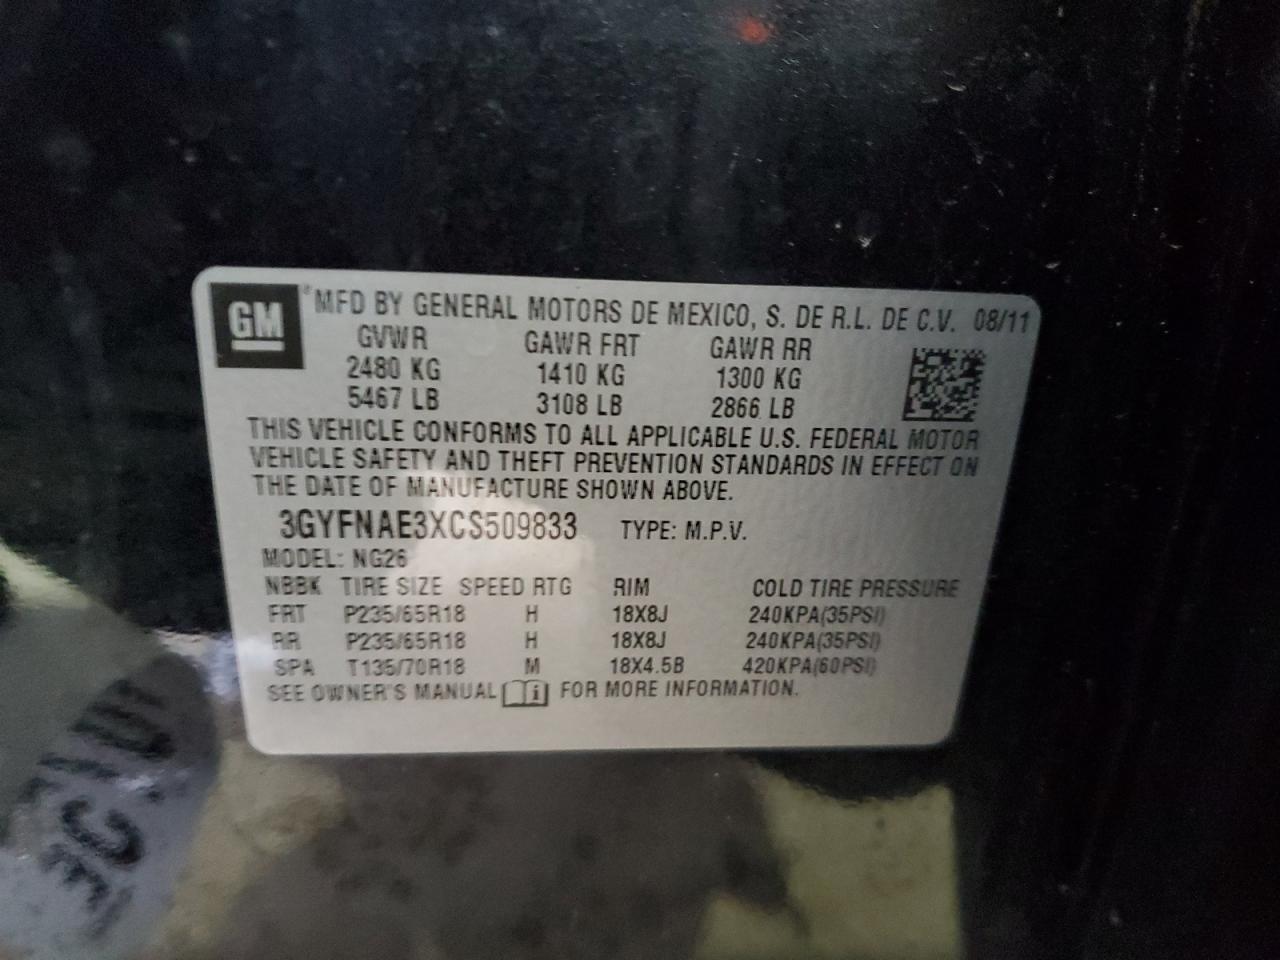 GM MFD BY GENERAL MOTORS DE MEXICO, S. DE R.L. DE C.V. 08/11
GVWR GAWR FRT GAWR RR
2480 KG 1410 KG 1300 KG
5467 LB 3108 LB 2866 LB
THIS VEHICLE CONFORMS TO ALL APPLICABLE U.S. FEDERAL MOTOR
VEHICLE SAFETY AND THEFT PREVENTION STANDARDS IN EFFECT ON
THE DATE OF MANUFACTURE SHOWN ABOVE.
3GYFNAE3XCS509833 TYPE: M.P.V.
MODEL: NG26
NBBK TIRE SIZE SPEED RTG RIM COLD TIRE PRESSURE
FRT P235/65R18 H 18X8J 240KPA(35PSI)
RR P235/65R18 H 18X8J 240KPA(35PSI)
SPA T135/70R18 M 18X4.5B 420KPA(60PSI)
SEE OWNER'S MANUAL i FOR MORE INFORMATION.